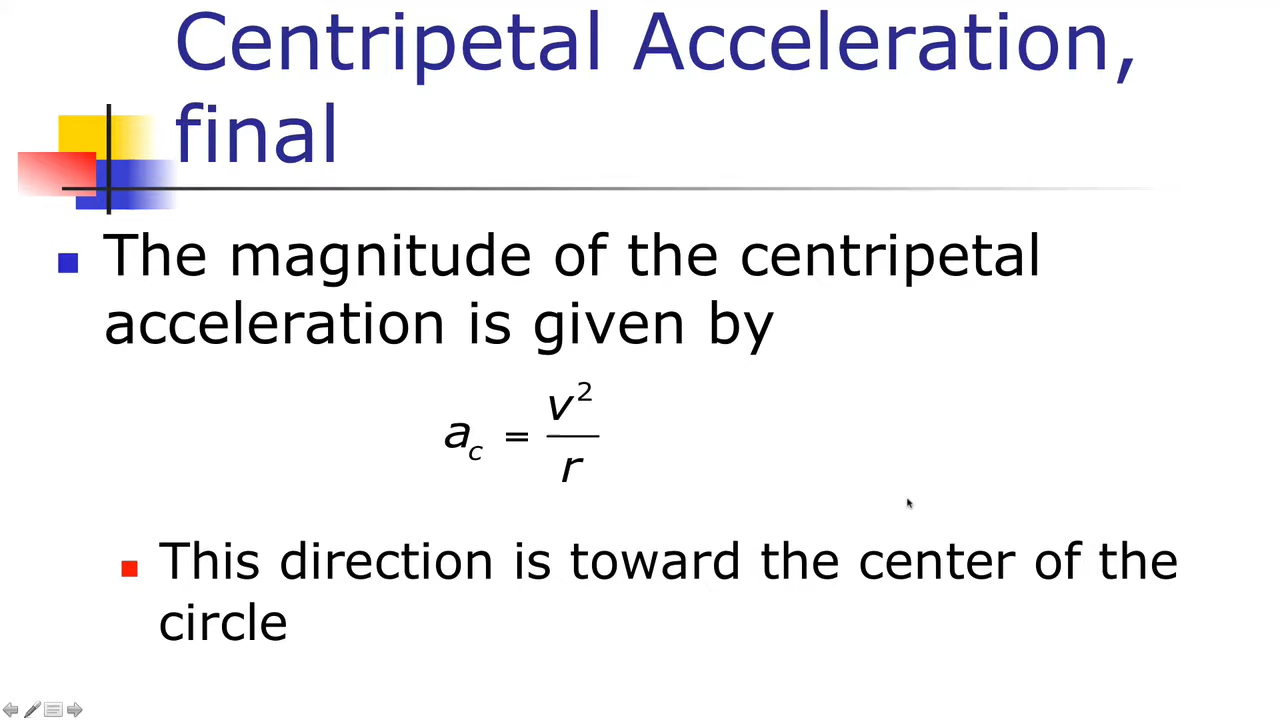 Centripetal Acceleration,
final
The magnitude of the centripetal
acceleration is given by
a_c = v²/r
This direction is toward the center of the
circle